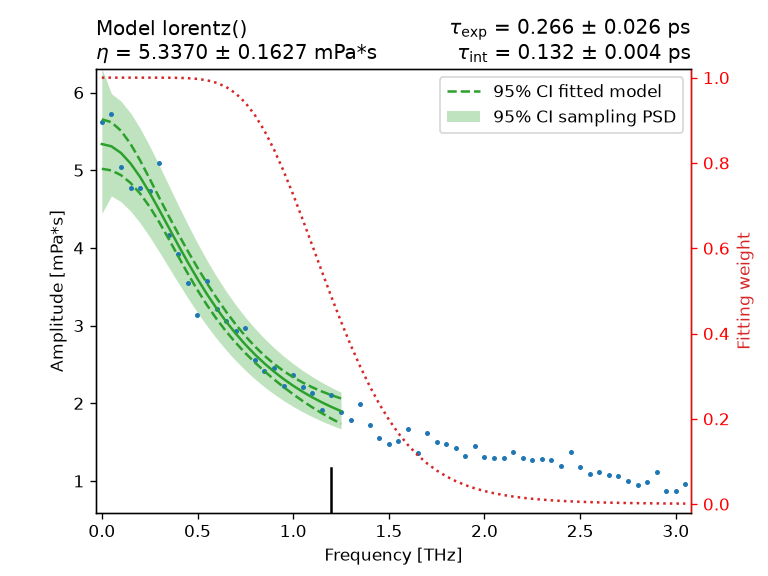 Model lorentz()
η = 5.3370 ± 0.1627 mPa*s
τexp = 0.266 ± 0.026 ps
τint = 0.132 ± 0.004 ps
95% CI fitted model
95% CI sampling PSD
Amplitude [mPa*s]
6
5
4
3
2
1
Fitting weight
1.0
0.8
0.6
0.4
0.2
0.0
0.0 0.5 1.0 1.5 2.0 2.5 3.0
Frequency [THz]